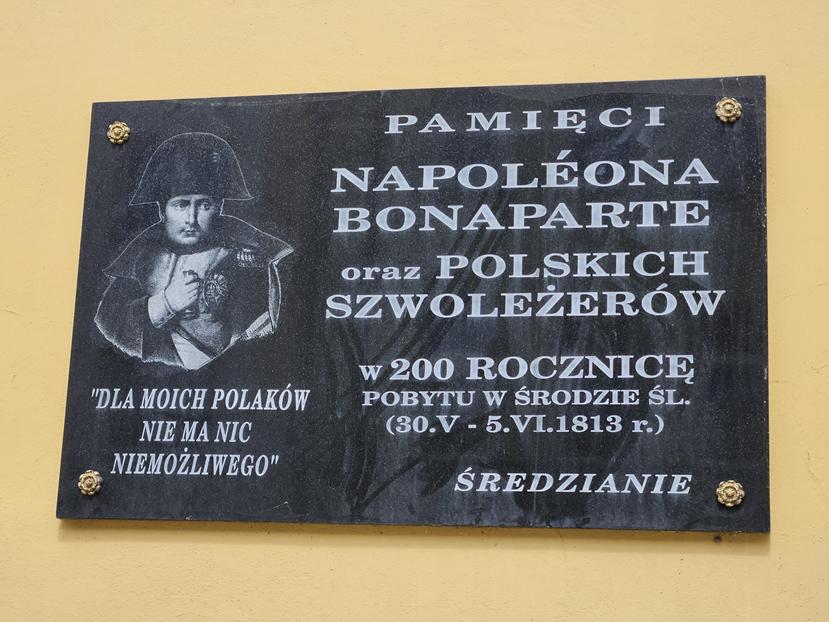 "DLA MOICH POLAKÓW
NIE MA NIC
NIEMOŻLIWEGO"
PAMIĘCI
NAPOLÉONA
BONAPARTE
oraz POLSKICH
SZWOLEŻERÓW
w 200 ROCZNICĘ
POBYTU W ŚRODZIE ŚL.
(30.V - 5.VI.1813 r.)
ŚREDZIANIE